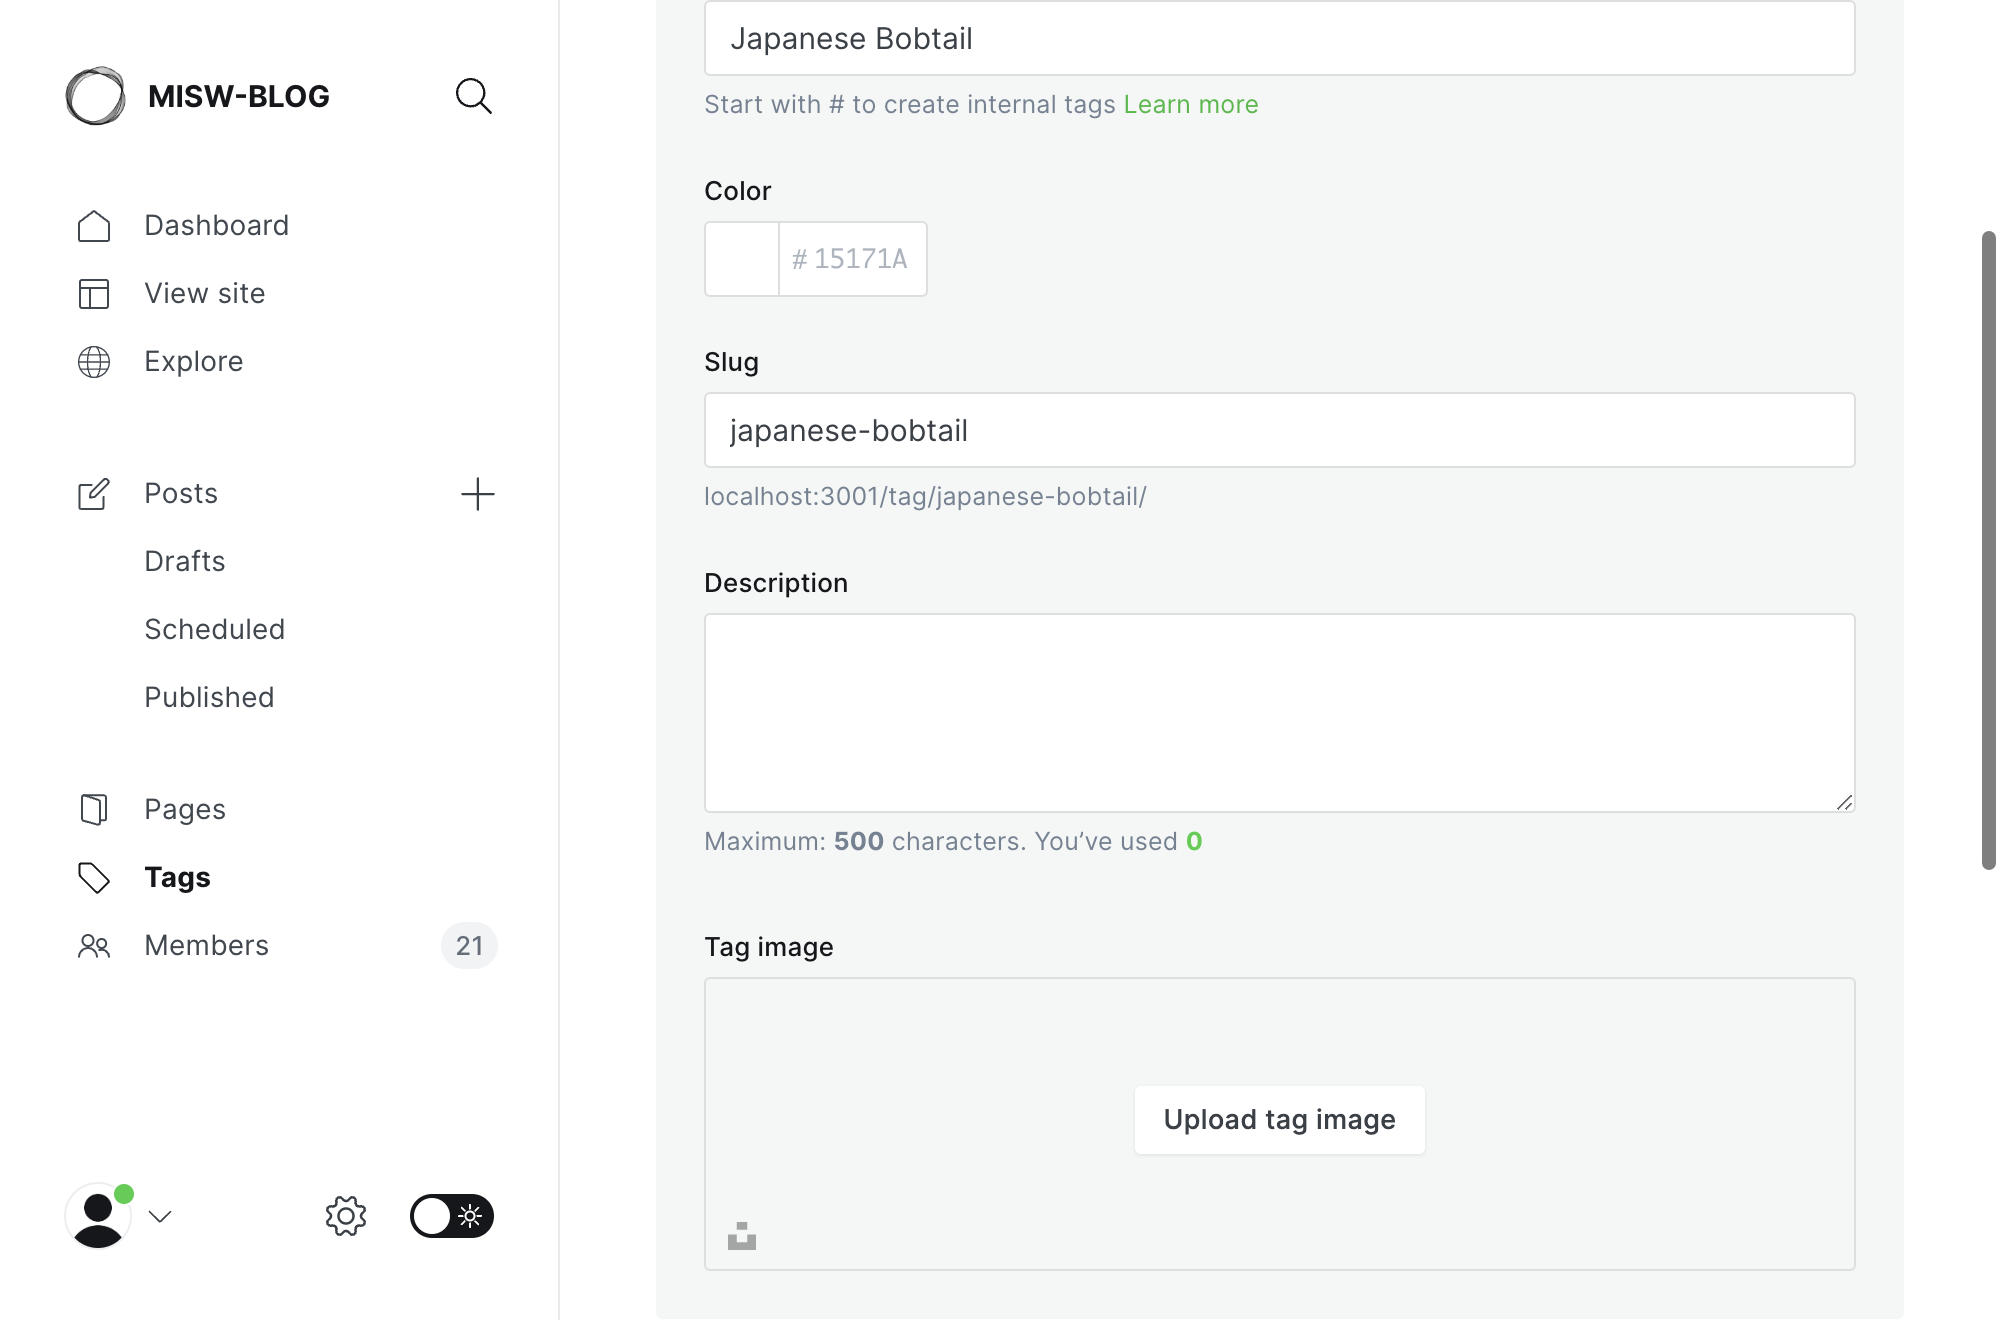 MISW-BLOG
Dashboard
View site
Explore
Posts
Drafts
Scheduled
Published
Pages
Tags
Members
21
Japanese Bobtail
Start with # to create internal tags Learn more
Color
# 15171A
Slug
japanese-bobtail
localhost:3001/tag/japanese-bobtail/
Description
Maximum: 500 characters. You’ve used 0
Tag image
Upload tag image